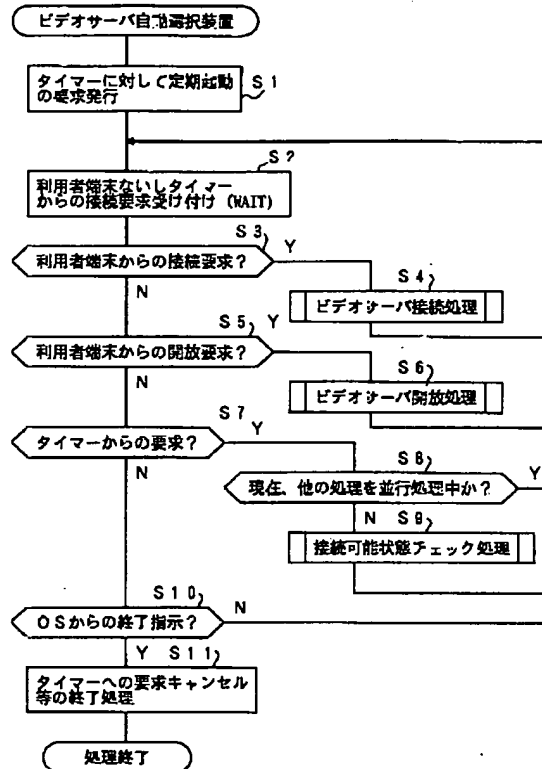 ビデオサーバ自動選択装置
タイマーに対して定期起動
の要求発行
S1
S2
利用者端末ないしタイマー
からの接続要求受け付け (WAIT)
S3
利用者端末からの接続要求?
Y
N
S4
ビデオサーバ接続処理
S5
利用者端末からの開放要求?
Y
N
S6
ビデオサーバ開放処理
S7
タイマーからの要求?
Y
N
S8
現在、他の処理を並行処理中か?
Y
N
S9
接続可能状態チェック処理
S10
OSからの終了指示?
N
Y
S11
タイマーへの要求キャンセル
等の終了処理
処理終了